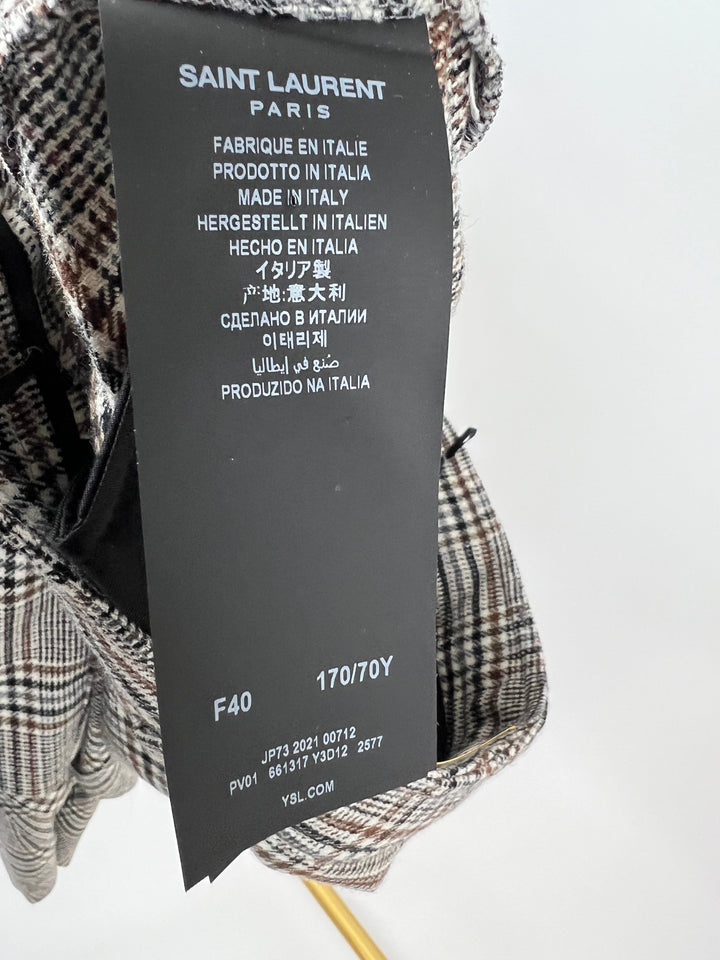 SAINT LAURENT
PARIS
FABRIQUE EN ITALIE
PRODOTTO IN ITALIA
MADE IN ITALY
HERGESTELLT IN ITALIEN
HECHO EN ITALIA
イタリア製
产地:意大利
СДЕЛАНО В ИТАЛИИ
이태리제
صُنع في إيطاليا
PRODUZIDO NA ITALIA
F40 170/70Y
JP73 2021 00712
PV01 661317 Y3D12 2577
YSL.COM